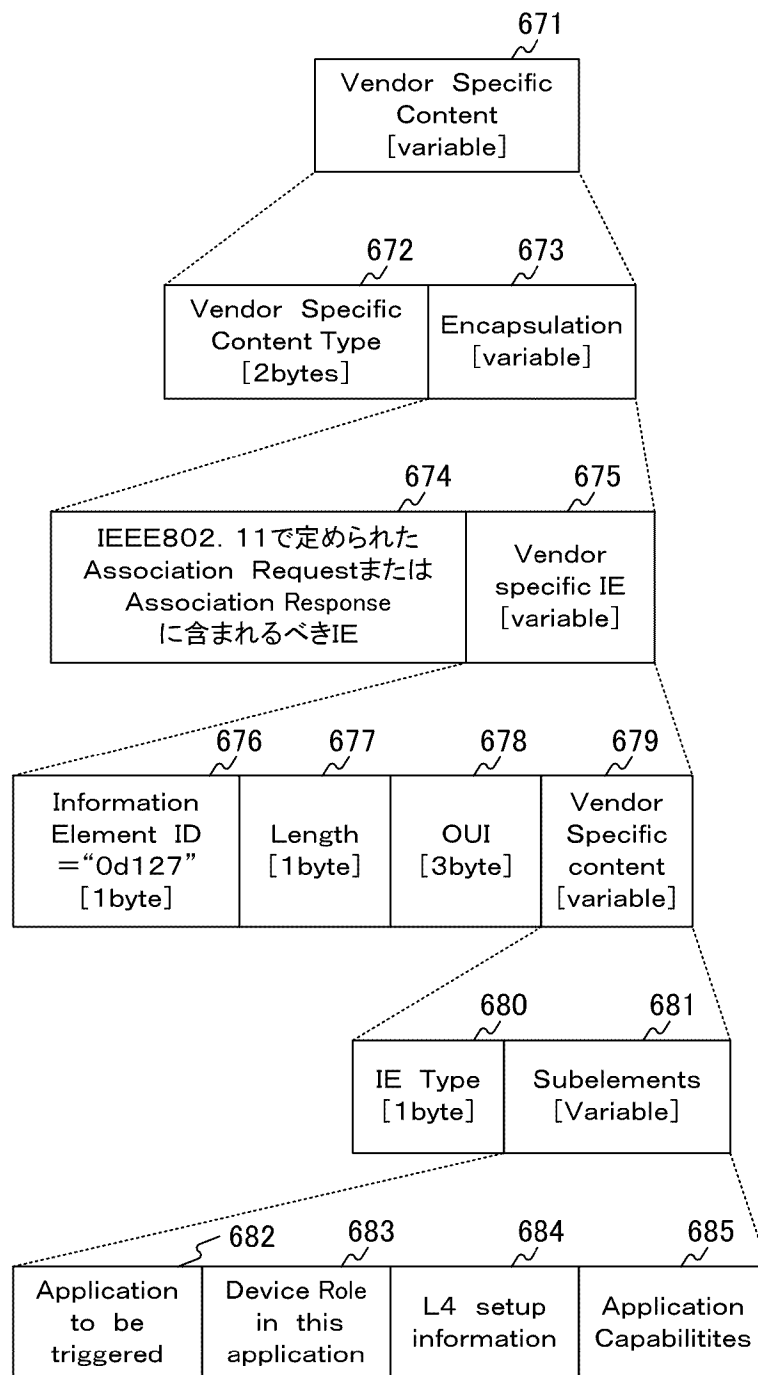 671
Vendor Specific
Content
[variable]
672
673
Vendor Specific
Content Type
[2bytes]
Encapsulation
[variable]
674
675
IEEE802.11で定められた
Association Requestまたは
Association Response
に含まれるべきIE
Vendor
specific IE
[variable]
676
677
678
679
Information
Element ID
=“0d127”
[1byte]
Length
[1byte]
OUI
[3byte]
Vendor
Specific
content
[variable]
680
681
IE Type
[1byte]
Subelements
[Variable]
682
683
684
685
Application
to be
triggered
Device Role
in this
application
L4 setup
information
Application
Capabilitites